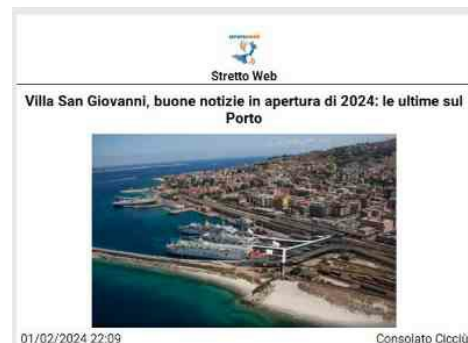 Stretto Web
Villa San Giovanni, buone notizie in apertura di 2024: le ultime sul
Porto
01/02/2024 22:09
Consolato Cicciù